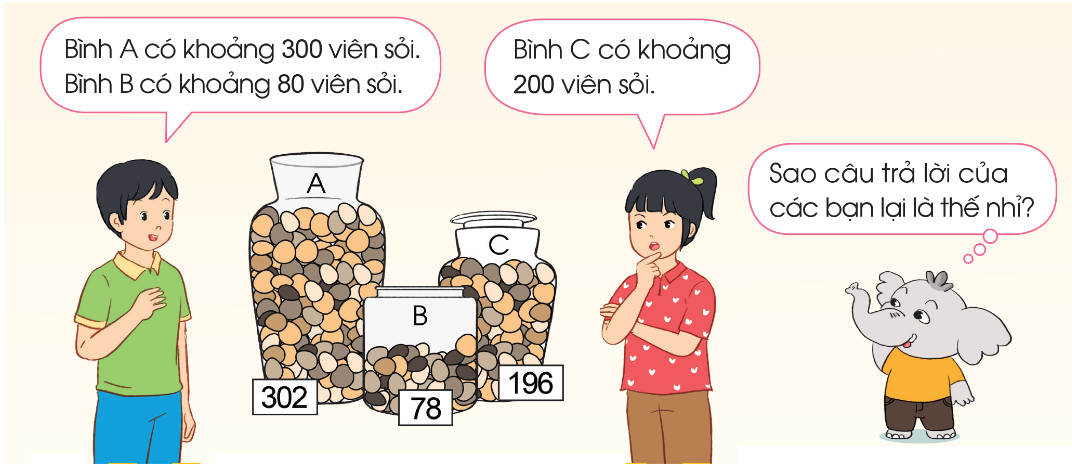 Bình A có khoảng 300 viên sỏi.
Bình B có khoảng 80 viên sỏi.
Bình C có khoảng
200 viên sỏi.
Sao câu trả lời của
các bạn lại là thế nhỉ?
A
C
B
302
78
196